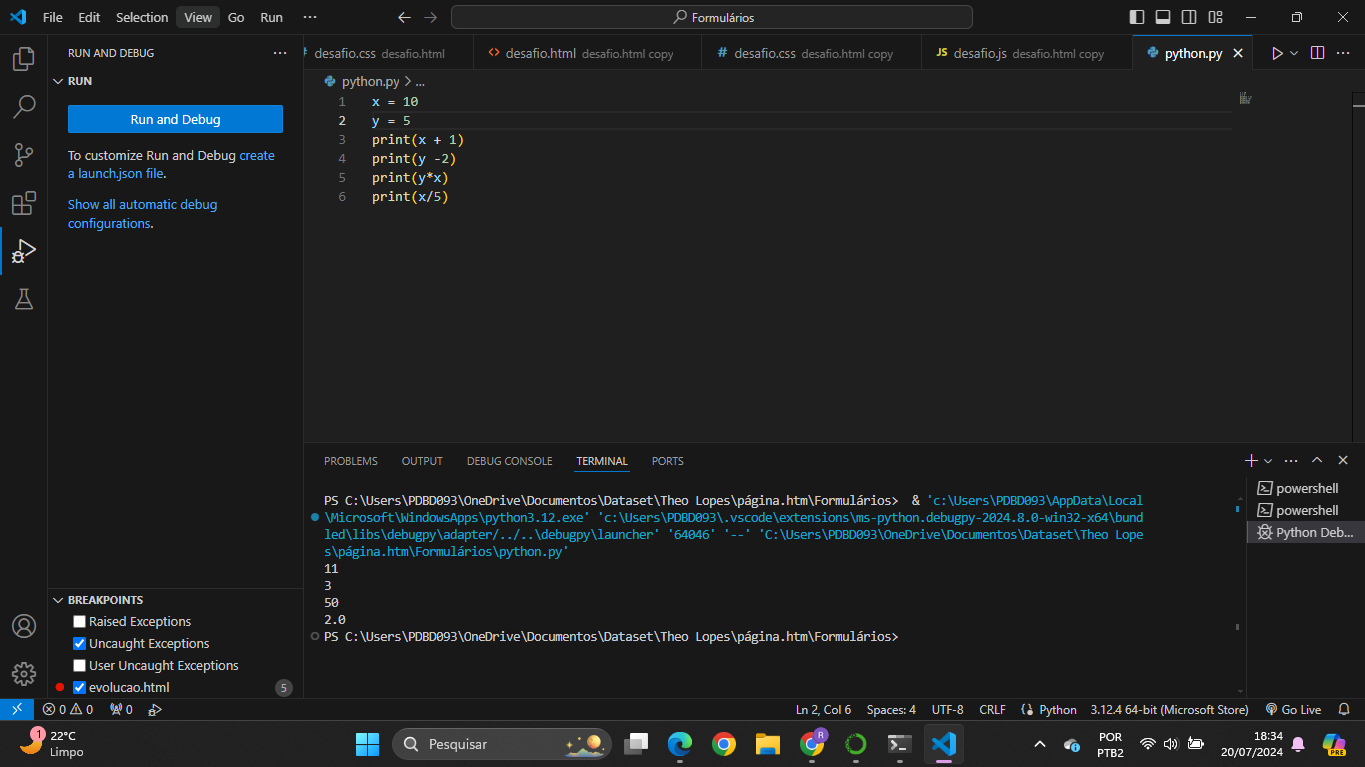 File Edit Selection View Go Run ··· Formulários
RUN AND DEBUG ···
RUN
Run and Debug
To customize Run and Debug create
a launch.json file.
Show all automatic debug
configurations.
BREAKPOINTS
Raised Exceptions
Uncaught Exceptions
User Uncaught Exceptions
evolucao.html 5
# desafio.css desafio.html <> desafio.html desafio.html copy # desafio.css desafio.html copy JS desafio.js desafio.html copy python.py
python.py > ...
1 x = 10
2 y = 5
3 print(x + 1)
4 print(y -2)
5 print(y*x)
6 print(x/5)
PROBLEMS OUTPUT DEBUG CONSOLE TERMINAL PORTS
PS C:\Users\PDBD093\OneDrive\Documentos\Dataset\Theo Lopes\página.htm\Formulários>  & 'c:\Users\PDBD093\AppData\Local
\Microsoft\WindowsApps\python3.12.exe' 'c:\Users\PDBD093\.vscode\extensions\ms-python.debugpy-2024.8.0-win32-x64\bund
led\libs\debugpy\adapter/../..\debugpy\launcher' '64046' '--' 'C:\Users\PDBD093\OneDrive\Documentos\Dataset\Theo Lope
s\página.htm\Formulários\python.py'
11
3
50
2.0
PS C:\Users\PDBD093\OneDrive\Documentos\Dataset\Theo Lopes\página.htm\Formulários>
powershell
powershell
Python Deb...
0 0 0 Ln 2, Col 6 Spaces: 4 UTF-8 CRLF Python 3.12.4 64-bit (Microsoft Store) Go Live
1
22°C
Limpo
Pesquisar
R
POR
PTB2
18:34
20/07/2024
PRE